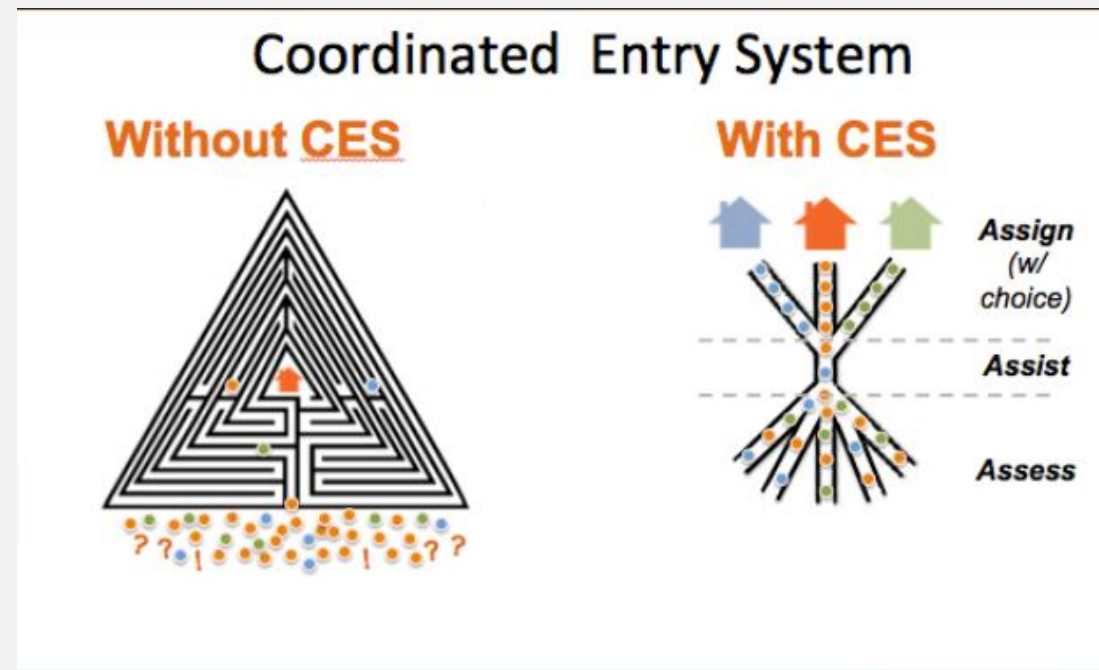 Coordinated Entry System
Without CES
With CES
Assign
(w/
choice)
Assist
Assess
? ? ! ! ? ?